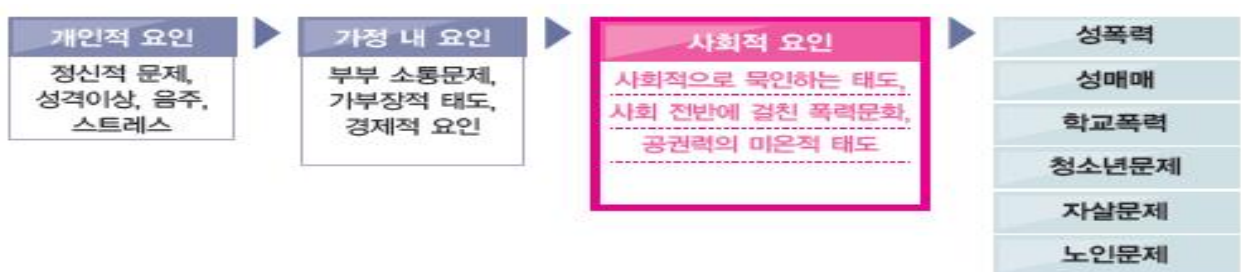 개인적 요인
정신적 문제,
성격이상, 음주,
스트레스
가정 내 요인
부부 소통문제,
가부장적 태도,
경제적 요인
사회적 요인
사회적으로 묵인하는 태도,
사회 전반에 걸친 폭력문화,
공권력의 미온적 태도
성폭력
성매매
학교폭력
청소년문제
자살문제
노인문제